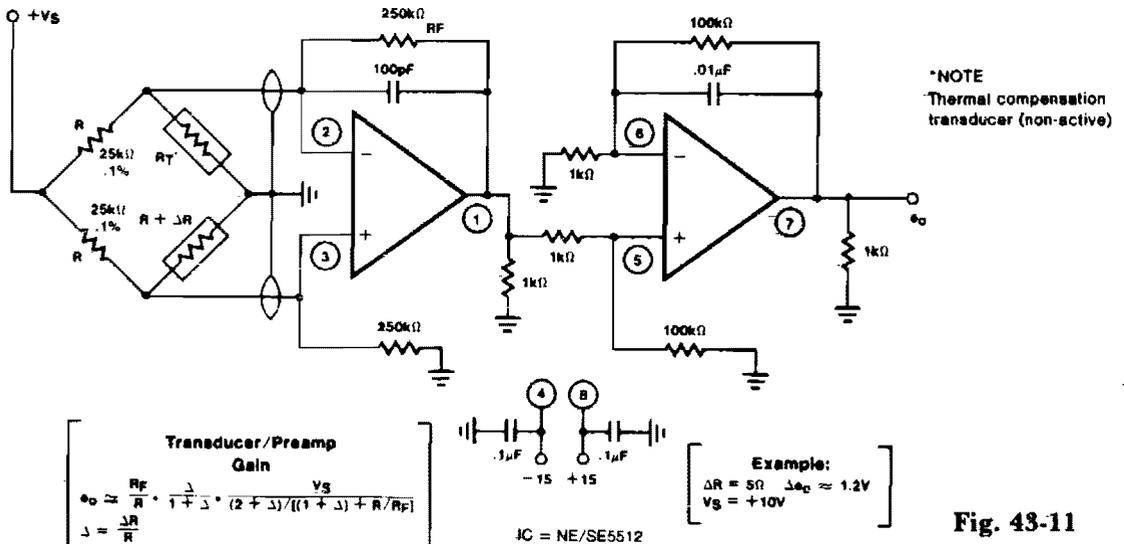 +VS
250kΩ
RF
100pF
R
25kΩ
.1%
RT*
25kΩ
.1%
R
R + ΔR
2
−
+
3
1
1kΩ
1kΩ
250kΩ
100kΩ
.01μF
1kΩ
6
−
+
5
7
100kΩ
1kΩ
eo
*NOTE
Thermal compensation
transducer (non-active)
4
8
.1μF
.1μF
−15
+15
IC = NE/SE5512
Transducer/Preamp
Gain
eo ≃ RF/R · Δ/1 + Δ · VS/(2 + Δ)/[(1 + Δ) + R/RF]
Δ = ΔR/R
Example:
ΔR = 5Ω Δeo ≈ 1.2V
VS = +10V
Fig. 43-11